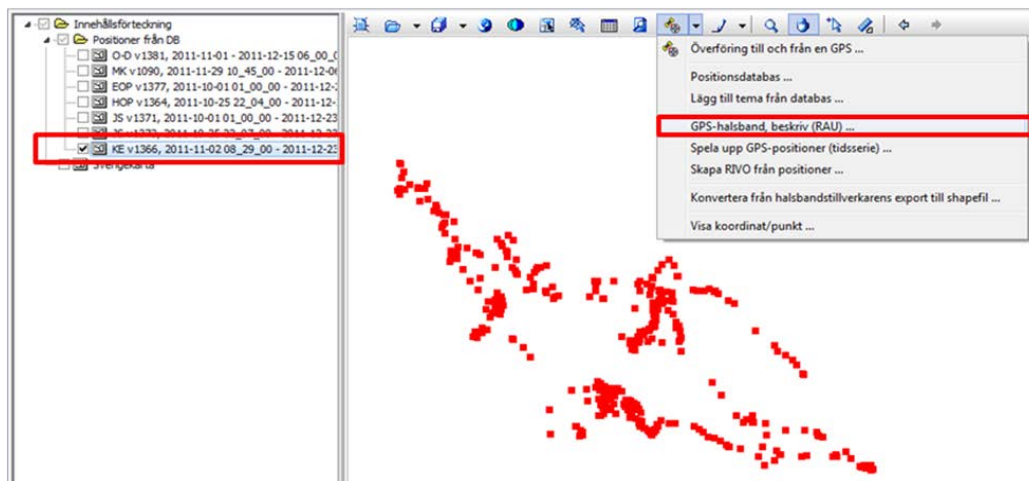 Innehållsförteckning
Positioner från DB
O-D v1381, 2011-11-01 - 2011-12-15 06_00_0
MK v1090, 2011-11-29 10_45_00 - 2011-12-06
EOP v1377, 2011-10-01 01_00_00 - 2011-12-
HOP v1364, 2011-10-25 22_04_00 - 2011-12-
JS v1371, 2011-10-01 01_00_00 - 2011-12-23
KE v1366, 2011-11-02 08_29_00 - 2011-12-23
Sverigekarta
Överföring till och från en GPS ...
Positionsdatabas ...
Lägg till tema från databas ...
GPS-halsband, beskriv (RAU) ...
Spela upp GPS-positioner (tidsserie) ...
Skapa RIVO från positioner ...
Konvertera från halsbandstillverkarens export till shapefil ...
Visa koordinat/punkt ...